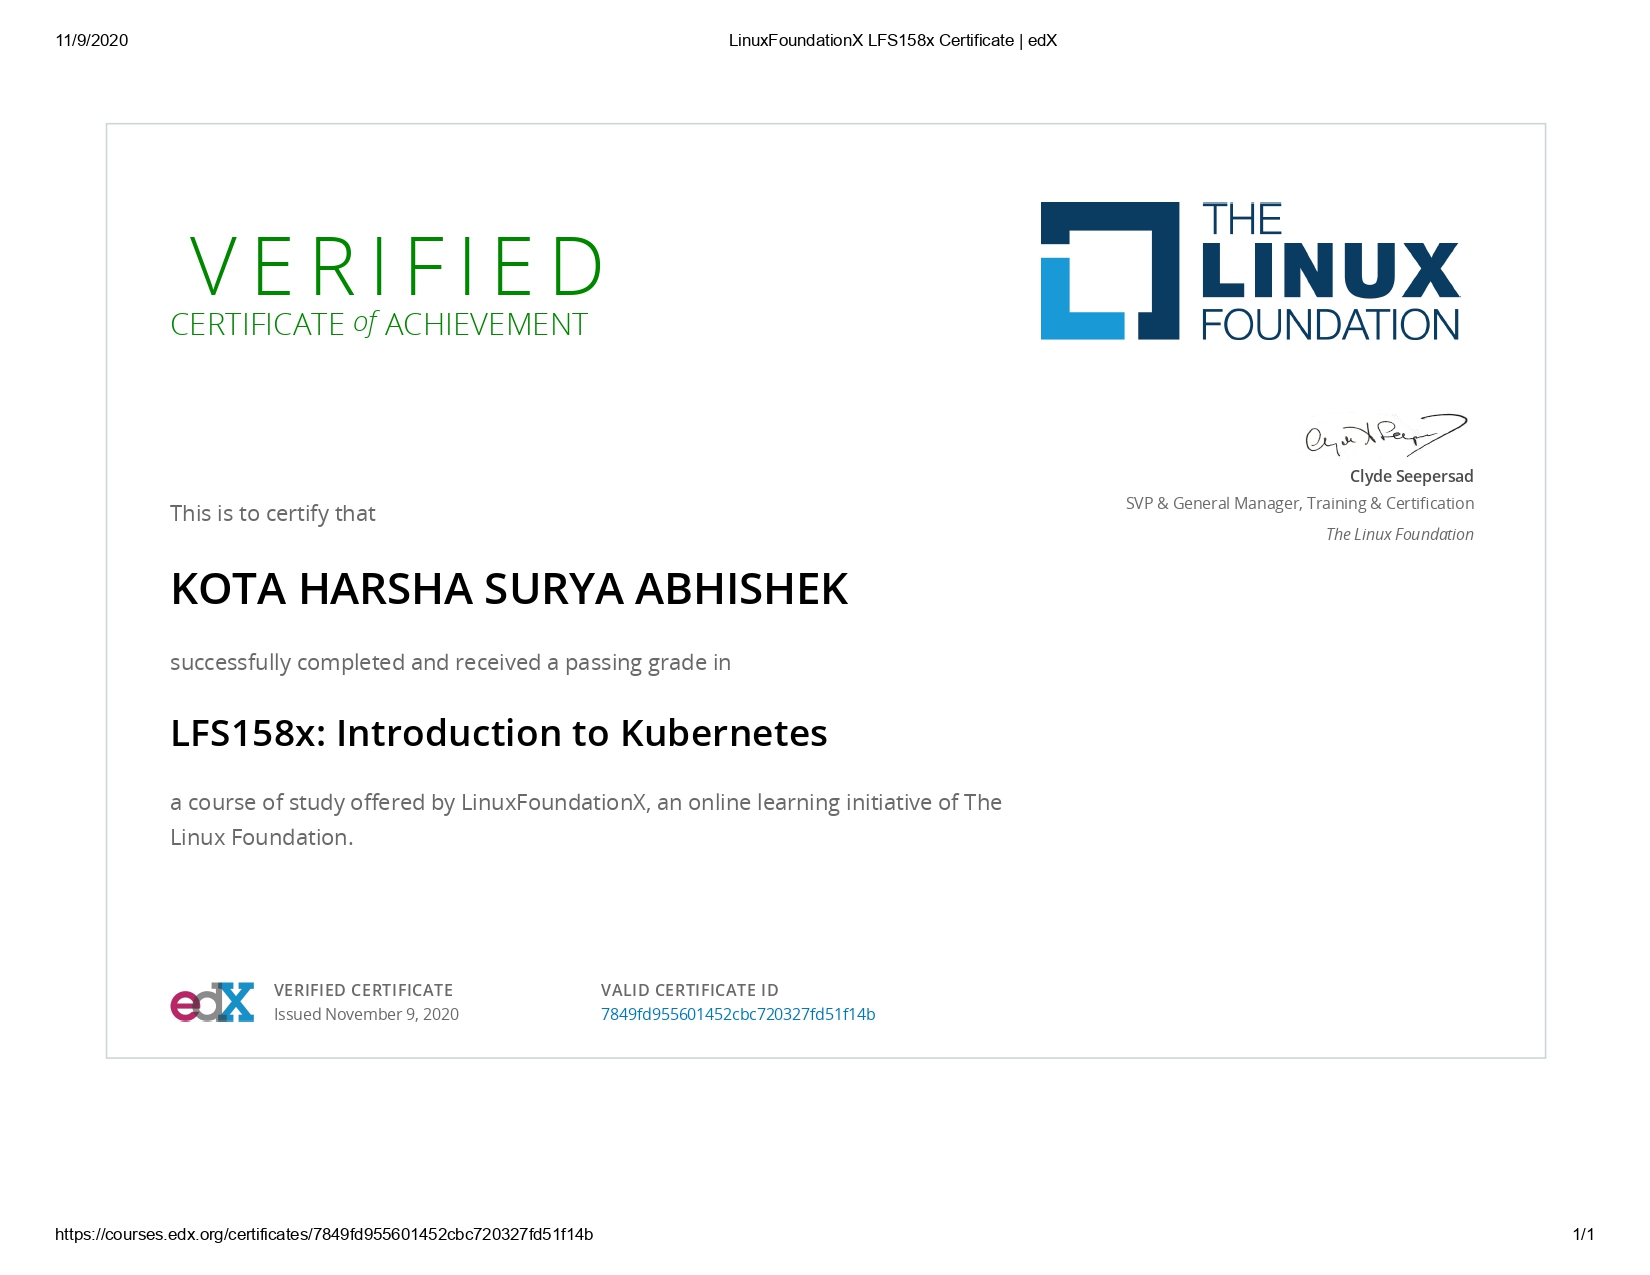 11/9/2020
LinuxFoundationX LFS158x Certificate | edX
VERIFIED
CERTIFICATE of ACHIEVEMENT
THE
LINUX
FOUNDATION
Clyde Seepersad
SVP & General Manager, Training & Certification
The Linux Foundation
This is to certify that
KOTA HARSHA SURYA ABHISHEK
successfully completed and received a passing grade in
LFS158x: Introduction to Kubernetes
a course of study offered by LinuxFoundationX, an online learning initiative of The
Linux Foundation.
edX
VERIFIED CERTIFICATE
Issued November 9, 2020
VALID CERTIFICATE ID
7849fd955601452cbc720327fd51f14b
https://courses.edx.org/certificates/7849fd955601452cbc720327fd51f14b
1/1